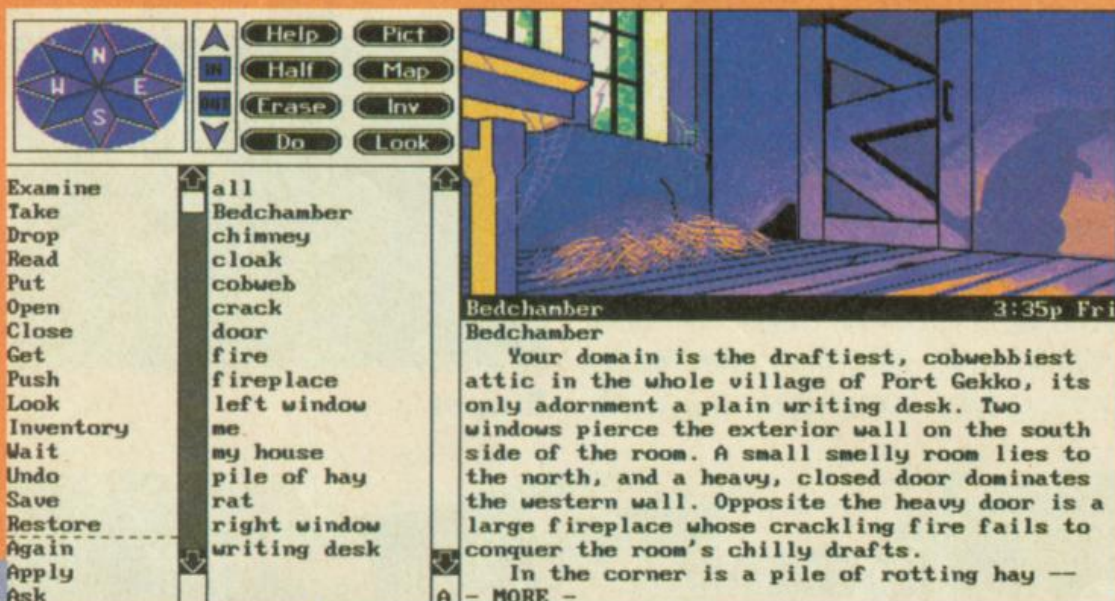 N
W E
S
IN
OUT
Help Pict
Half Map
Erase Inv
Do Look
Examine
Take
Drop
Read
Put
Open
Close
Get
Push
Look
Inventory
Wait
Undo
Save
Restore
Again
Apply
Ask
all
Bedchamber
chimney
cloak
cobweb
crack
door
fire
fireplace
left window
me
my house
pile of hay
rat
right window
writing desk
A
Bedchamber 3:35p Fri
Bedchamber
Your domain is the draftiest, cobwebbiest
attic in the whole village of Port Gekko, its
only adornment a plain writing desk. Two
windows pierce the exterior wall on the south
side of the room. A small smelly room lies to
the north, and a heavy, closed door dominates
the western wall. Opposite the heavy door is a
large fireplace whose crackling fire fails to
conquer the room's chilly drafts.
In the corner is a pile of rotting hay --
- MORE -